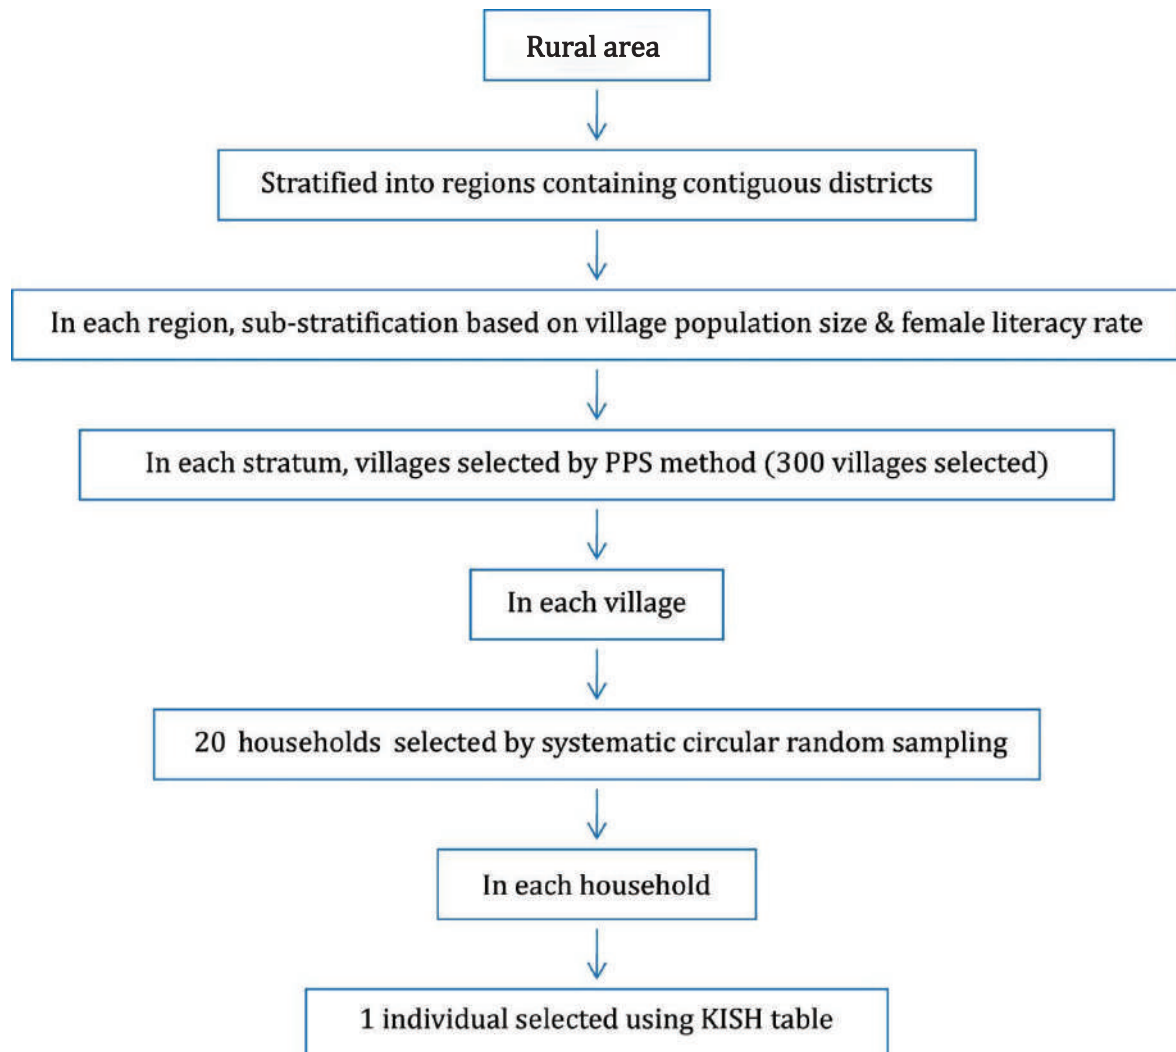 Rural area
Stratified into regions containing contiguous districts
In each region, sub-stratification based on village population size & female literacy rate
In each stratum, villages selected by PPS method (300 villages selected)
In each village
20 households selected by systematic circular random sampling
In each household
1 individual selected using KISH table